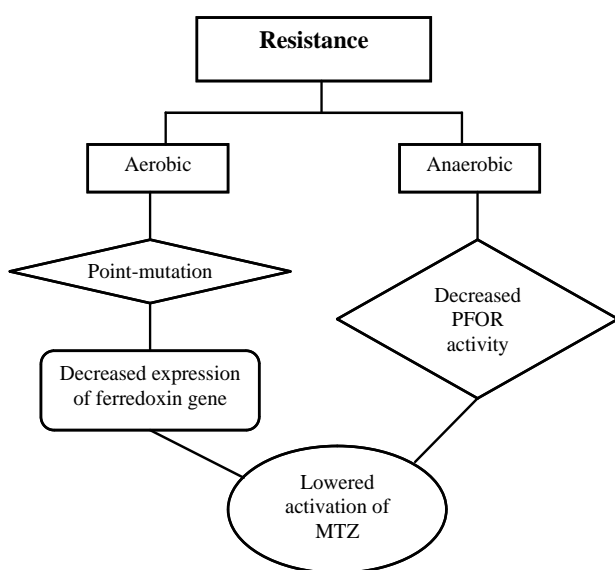 Resistance
Aerobic
Anaerobic
Point-mutation
Decreased
PFOR
activity
Decreased expression
of ferredoxin gene
Lowered
activation of
MTZ